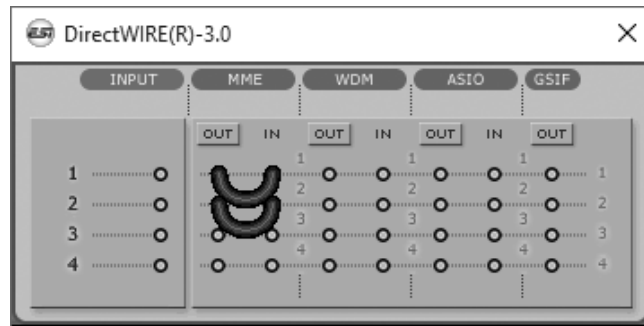 ESI DirectWIRE(R)-3.0
INPUT MME WDM ASIO GSIF
OUT IN OUT IN OUT IN OUT
1 1 1 1 1
2 2 2 2 2
3 3 3 3 3
4 4 4 4 4